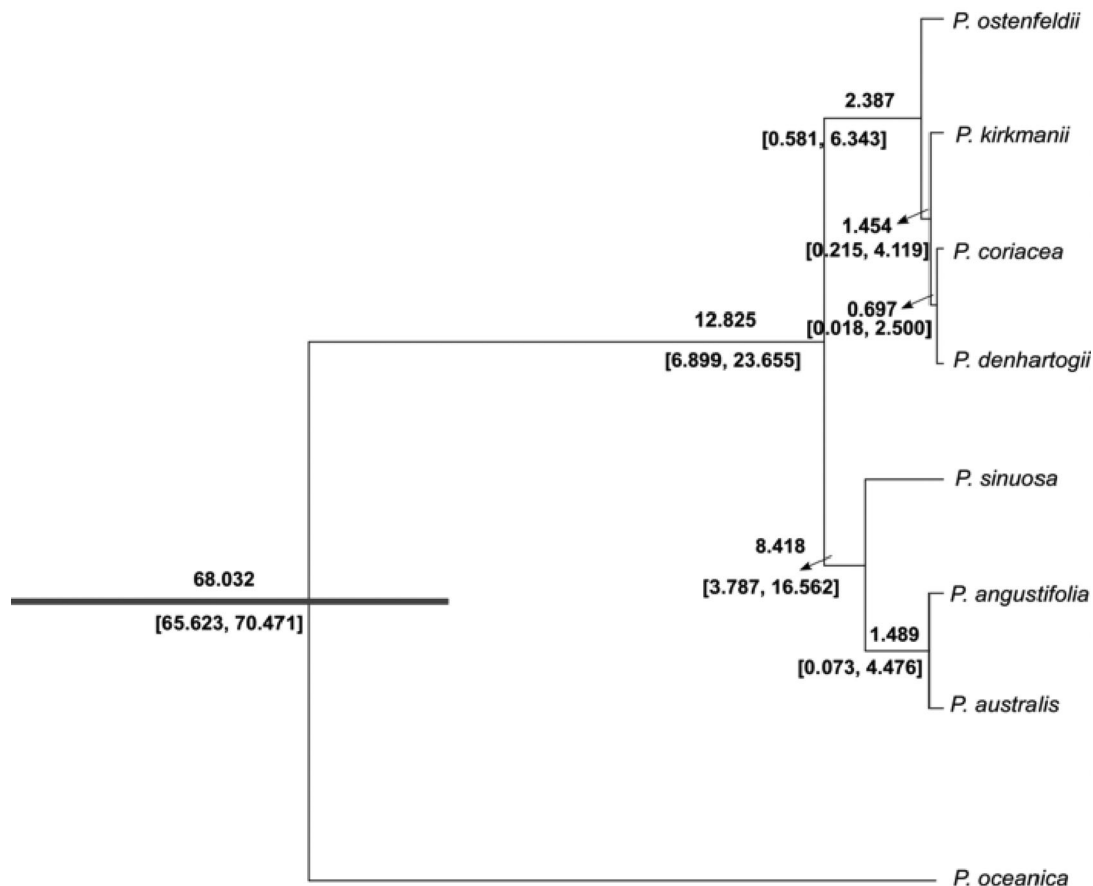 P. ostenfeldii
2.387
[0.581, 6.343]
P. kirkmanii
1.454
[0.215, 4.119]
P. coriacea
0.697
[0.018, 2.500]
12.825
[6.899, 23.655]
P. denhartogii
P. sinuosa
8.418
[3.787, 16.562]
68.032
[65.623, 70.471]
P. angustifolia
1.489
[0.073, 4.476]
P. australis
P. oceanica